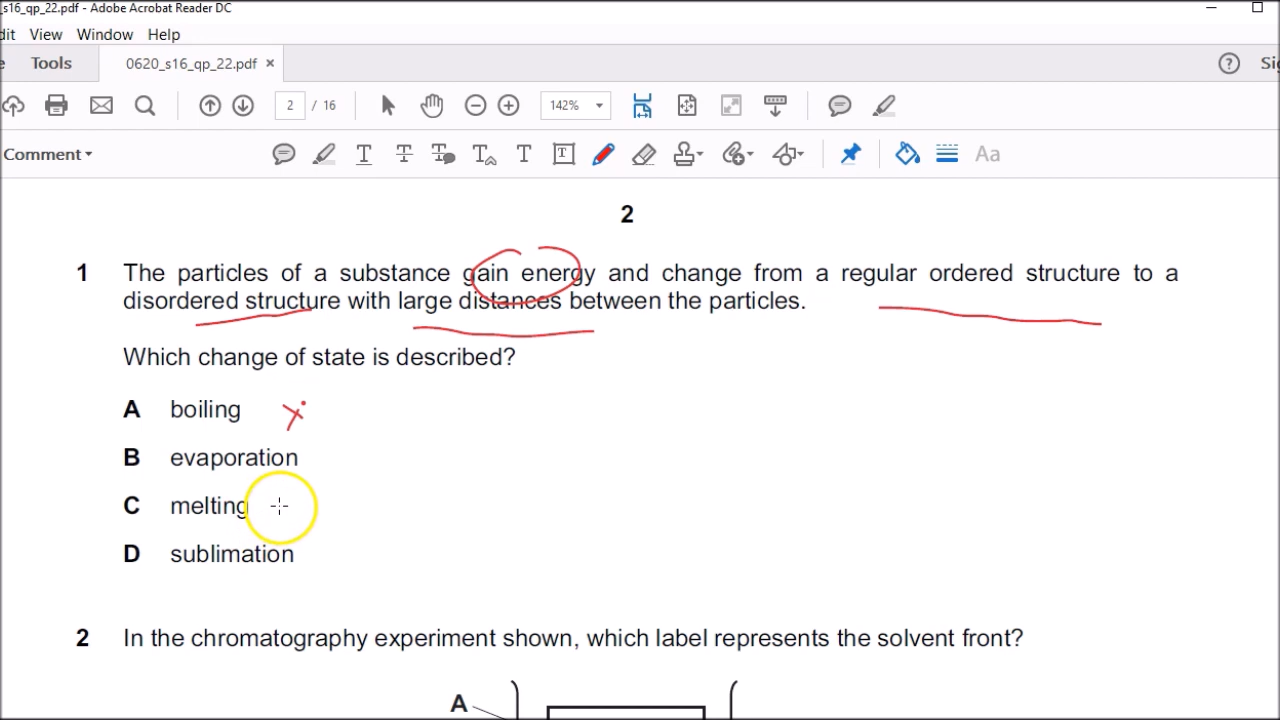 _s16_qp_22.pdf - Adobe Acrobat Reader DC
dit View Window Help
e Tools 0620_s16_qp_22.pdf × ? Sig
2 / 16 142%
Comment T T T T T T Aa
2
1 The particles of a substance gain energy and change from a regular ordered structure to a
disordered structure with large distances between the particles.
Which change of state is described?
A boiling
B evaporation
C melting
D sublimation
2 In the chromatography experiment shown, which label represents the solvent front?
A